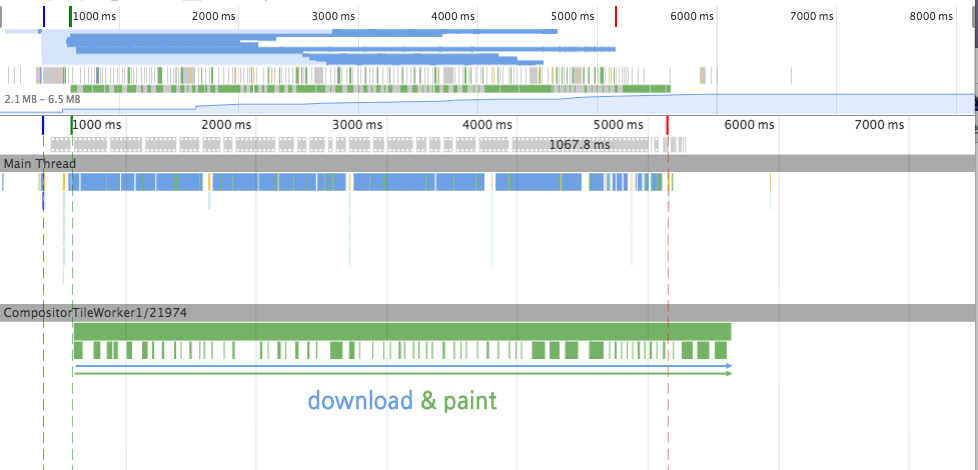 1000 ms 2000 ms 3000 ms 4000 ms 5000 ms 6000 ms 7000 ms 8000 ms
2.1 MB – 6.5 MB
1000 ms 2000 ms 3000 ms 4000 ms 5000 ms 6000 ms 7000 ms
1067.8 ms
Main Thread
CompositorTileWorker1/21974
download & paint